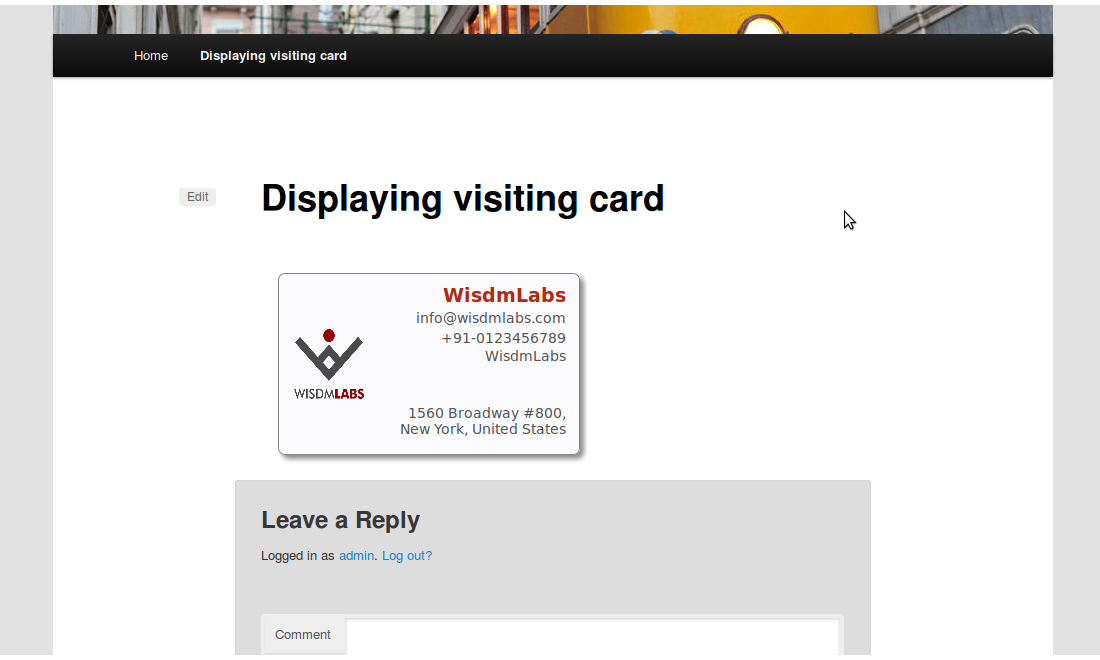 Home Displaying visiting card
Edit
Displaying visiting card
WisdmLabs
info@wisdmlabs.com
+91-0123456789
WisdmLabs
WISDMLABS
1560 Broadway #800,
New York, United States
Leave a Reply
Logged in as admin. Log out?
Comment